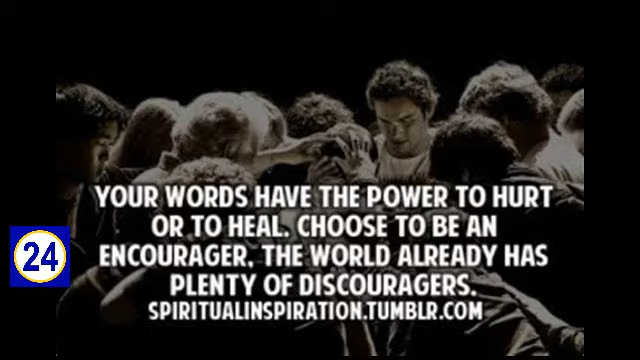 YOUR WORDS HAVE THE POWER TO HURT
OR TO HEAL. CHOOSE TO BE AN
ENCOURAGER, THE WORLD ALREADY HAS
PLENTY OF DISCOURAGERS.
SPIRITUALINSPIRATION.TUMBLR.COM
24